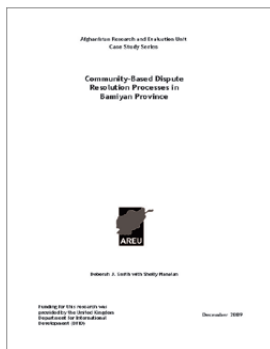 Afghanistan Research and Evaluation Unit
Case Study Series
Community-Based Dispute
Resolution Processes in
Bamiyan Province
AREU
Deborah J. Smith with Shelly Manalan
Funding for this research was
provided by the United Kingdom
Department for International
Development (DFID)
December 2009